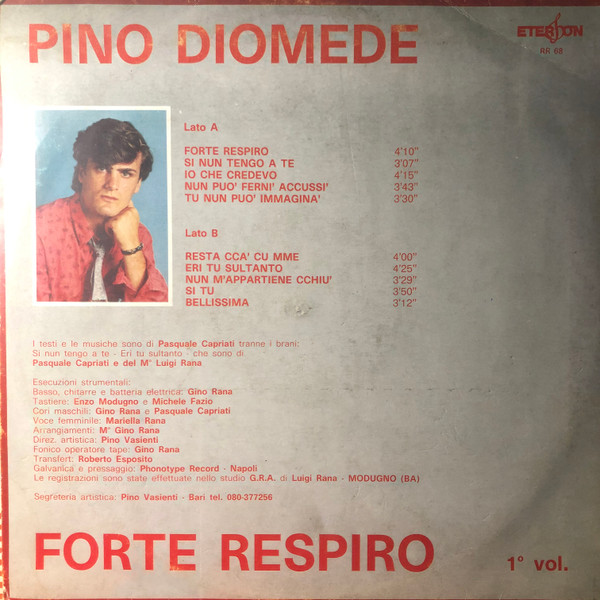 PINO DIOMEDE
ETERSON
RR 68
Lato A
FORTE RESPIRO 4'10"
SI NUN TENGO A TE 3'07"
IO CHE CREDEVO 4'15"
NUN PUO' FERNI' ACCUSSI' 3'43"
TU NUN PUO' IMMAGINA' 3'30"
Lato B
RESTA CCA' CU MME 4'00"
ERI TU SULTANTO 4'25"
NUN M'APPARTIENE CCHIU' 3'29"
SI TU 3'50"
BELLISSIMA 3'12"
I testi e le musiche sono di Pasquale Capriati tranne i brani:
Si nun tengo a te - Eri tu sultanto - che sono di
Pasquale Capriati e del M° Luigi Rana
Esecuzioni strumentali:
Basso, chitarre e batteria elettrica: Gino Rana
Tastiere: Enzo Modugno e Michele Fazio
Cori maschili: Gino Rana e Pasquale Capriati
Voce femminile: Mariella Rana
Arrangiamenti: M° Gino Rana
Direz. artistica: Pino Vasienti
Fonico operatore tape: Gino Rana
Transfert: Roberto Esposito
Galvanica e pressaggio: Phonotype Record - Napoli
Le registrazioni sono state effettuate nello studio G.R.A. di Luigi Rana - MODUGNO (BA)
Segreteria artistica: Pino Vasienti - Bari tel. 080-377256
FORTE RESPIRO 1° vol.